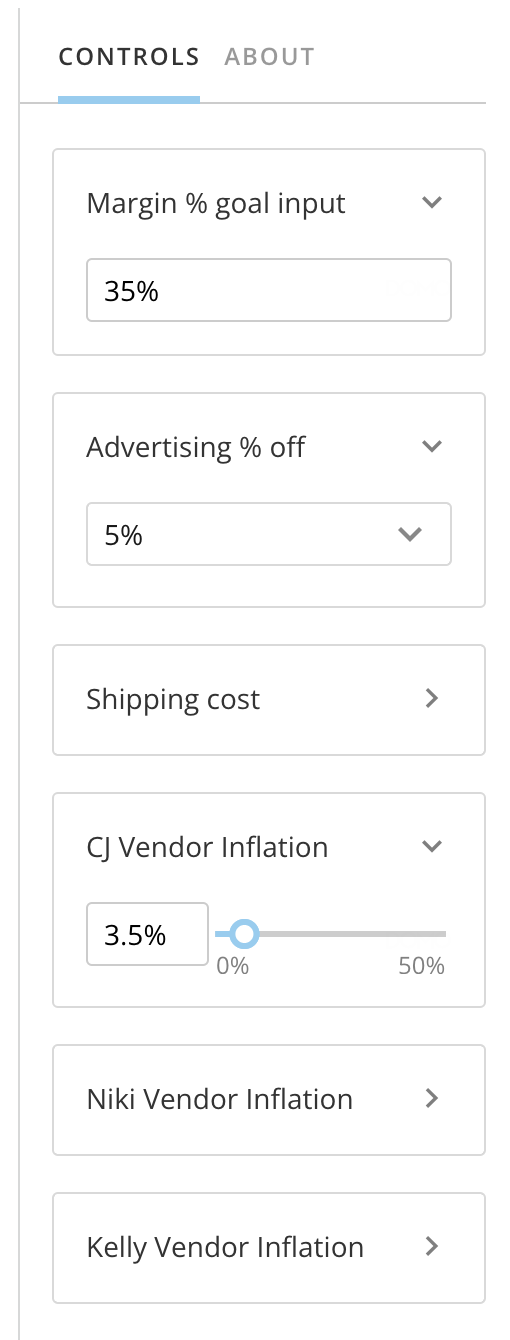 CONTROLS ABOUT
Margin % goal input
35%
Advertising % off
5%
Shipping cost
CJ Vendor Inflation
3.5%
0% 50%
Niki Vendor Inflation
Kelly Vendor Inflation